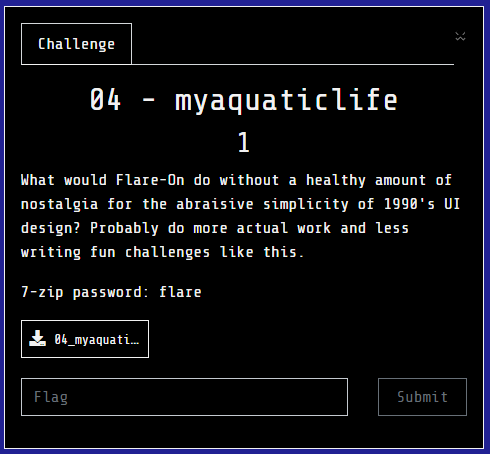 Challenge
04 - myaquaticlife
1
What would Flare-On do without a healthy amount of
nostalgia for the abraisive simplicity of 1990's UI
design? Probably do more actual work and less
writing fun challenges like this.
7-zip password: flare
04_myaquati…
Flag
Submit